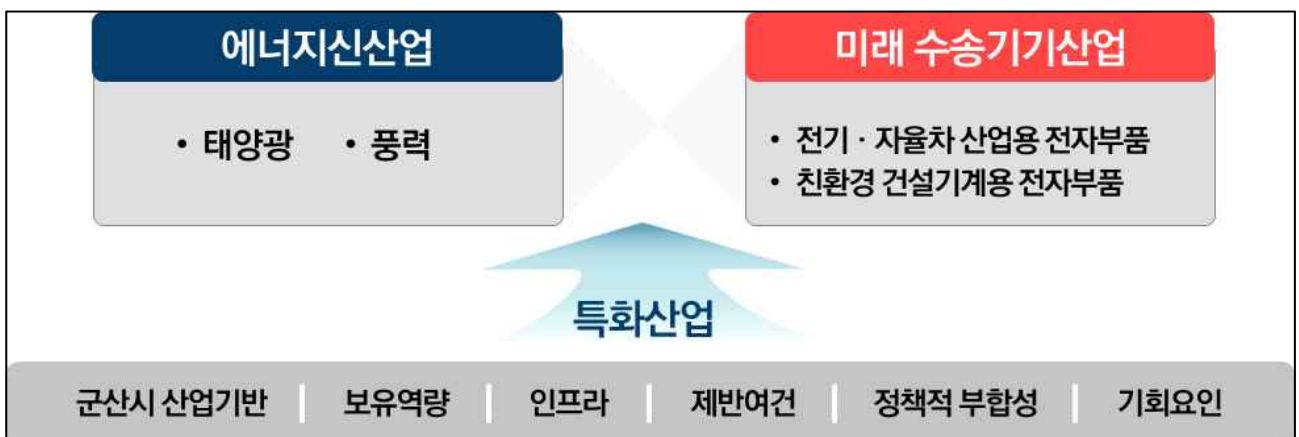 에너지신산업
• 태양광 • 풍력
미래 수송기기산업
• 전기 · 자율차 산업용 전자부품
• 친환경 건설기계용 전자부품
특화산업
군산시 산업기반 보유역량 인프라 제반여건 정책적 부합성 기회요인